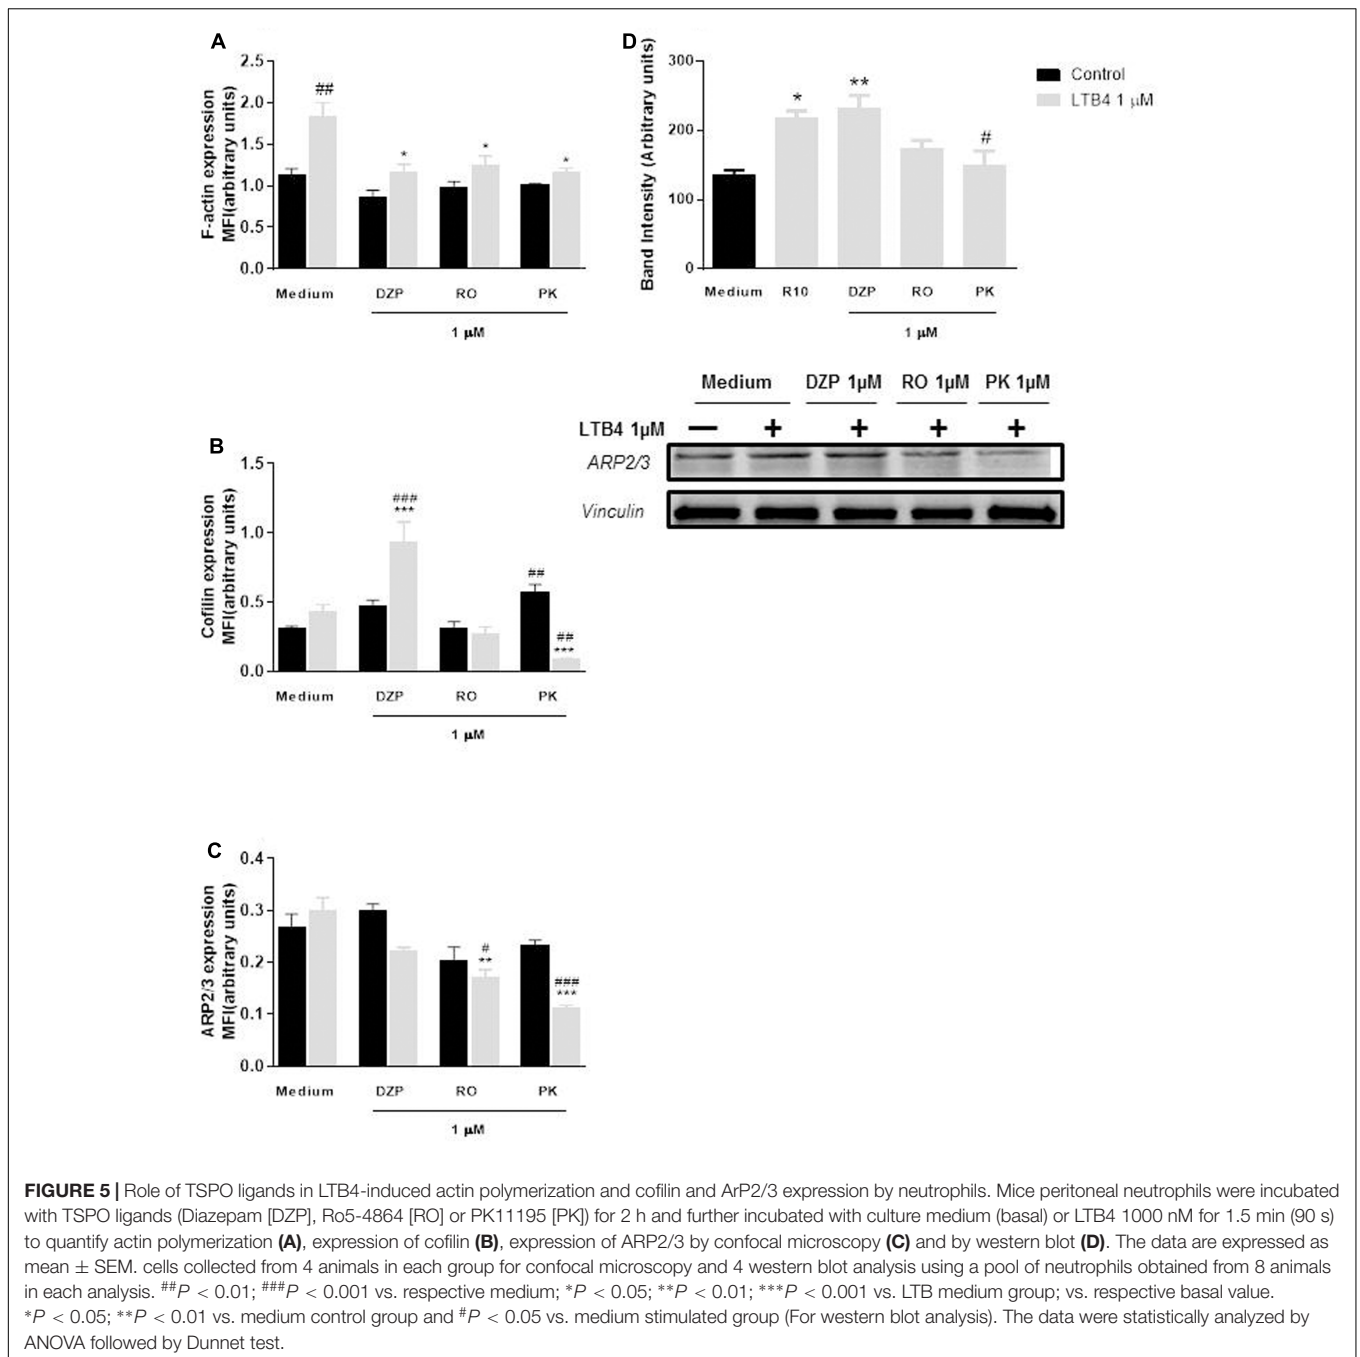 A
F-actin expression
MFI(arbitrary units)
2.5
2.0
1.5
1.0
0.5
0.0
##
*
*
*
Medium DZP RO PK
1 µM
D
Band Intensity (Arbitrary units)
300
200
100
0
*
**
#
Medium R10 DZP RO PK
1 µM
Control
LTB4 1 µM
Medium DZP 1µM RO 1µM PK 1µM
LTB4 1µM — + + + +
ARP2/3
Vinculin
B
Cofilin expression
MFI(arbitrary units)
1.5
1.0
0.5
0.0
###
***
##
##
***
Medium DZP RO PK
1 µM
C
ARP2/3 expression
MFI(arbitrary units)
0.4
0.3
0.2
0.1
0.0
#
**
###
***
Medium DZP RO PK
1 µM
FIGURE 5 | Role of TSPO ligands in LTB4-induced actin polymerization and cofilin and ArP2/3 expression by neutrophils. Mice peritoneal neutrophils were incubated
with TSPO ligands (Diazepam [DZP], Ro5-4864 [RO] or PK11195 [PK]) for 2 h and further incubated with culture medium (basal) or LTB4 1000 nM for 1.5 min (90 s)
to quantify actin polymerization (A), expression of cofilin (B), expression of ARP2/3 by confocal microscopy (C) and by western blot (D). The data are expressed as
mean ± SEM. cells collected from 4 animals in each group for confocal microscopy and 4 western blot analysis using a pool of neutrophils obtained from 8 animals
in each analysis. ##P < 0.01; ###P < 0.001 vs. respective medium; *P < 0.05; **P < 0.01; ***P < 0.001 vs. LTB medium group; vs. respective basal value.
*P < 0.05; **P < 0.01 vs. medium control group and #P < 0.05 vs. medium stimulated group (For western blot analysis). The data were statistically analyzed by
ANOVA followed by Dunnet test.